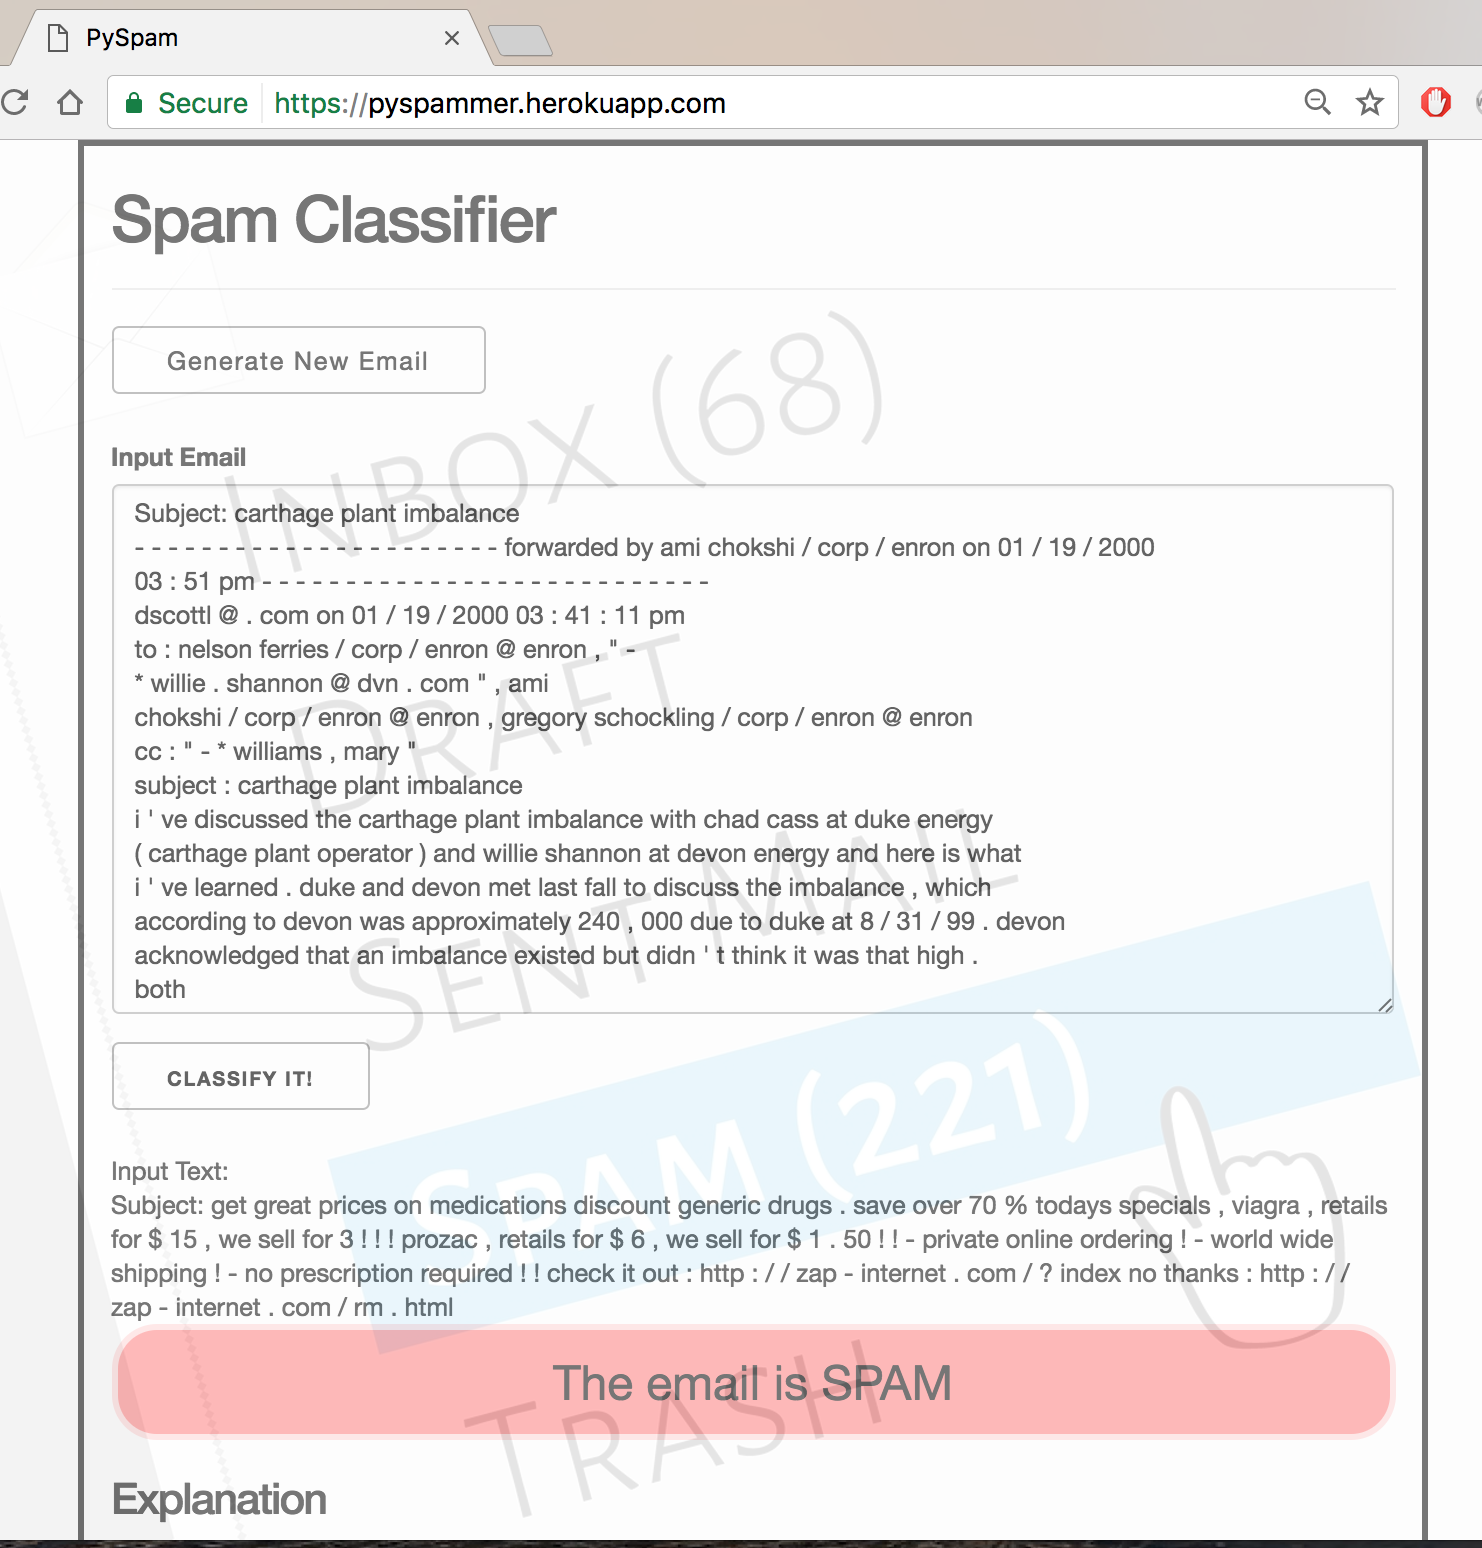 PySpam
Secure https://pyspammer.herokuapp.com
Spam Classifier
Generate New Email
INBOX (68)
Input Email
Subject: carthage plant imbalance
- - - - - - - - - - - - - - - - - - - - - - forwarded by ami chokshi / corp / enron on 01 / 19 / 2000
03 : 51 pm - - - - - - - - - - - - - - - - - - - - - - - - - - -
dscottl @ . com on 01 / 19 / 2000 03 : 41 : 11 pm
to : nelson ferries / corp / enron @ enron , " -
* willie . shannon @ dvn . com " , ami
chokshi / corp / enron @ enron , gregory schockling / corp / enron @ enron
cc : " - * williams , mary "
subject : carthage plant imbalance
i ' ve discussed the carthage plant imbalance with chad cass at duke energy
( carthage plant operator ) and willie shannon at devon energy and here is what
i ' ve learned . duke and devon met last fall to discuss the imbalance , which
according to devon was approximately 240 , 000 due to duke at 8 / 31 / 99 . devon
acknowledged that an imbalance existed but didn ' t think it was that high .
both
DRAFT
SENT MAIL
CLASSIFY IT!
SPAM (221)
Input Text:
Subject: get great prices on medications discount generic drugs . save over 70 % todays specials , viagra , retails
for $ 15 , we sell for 3 ! ! ! prozac , retails for $ 6 , we sell for $ 1 . 50 ! ! - private online ordering ! - world wide
shipping ! - no prescription required ! ! check it out : http : / / zap - internet . com / ? index no thanks : http : / /
zap - internet . com / rm . html
The email is SPAM
TRASH
Explanation